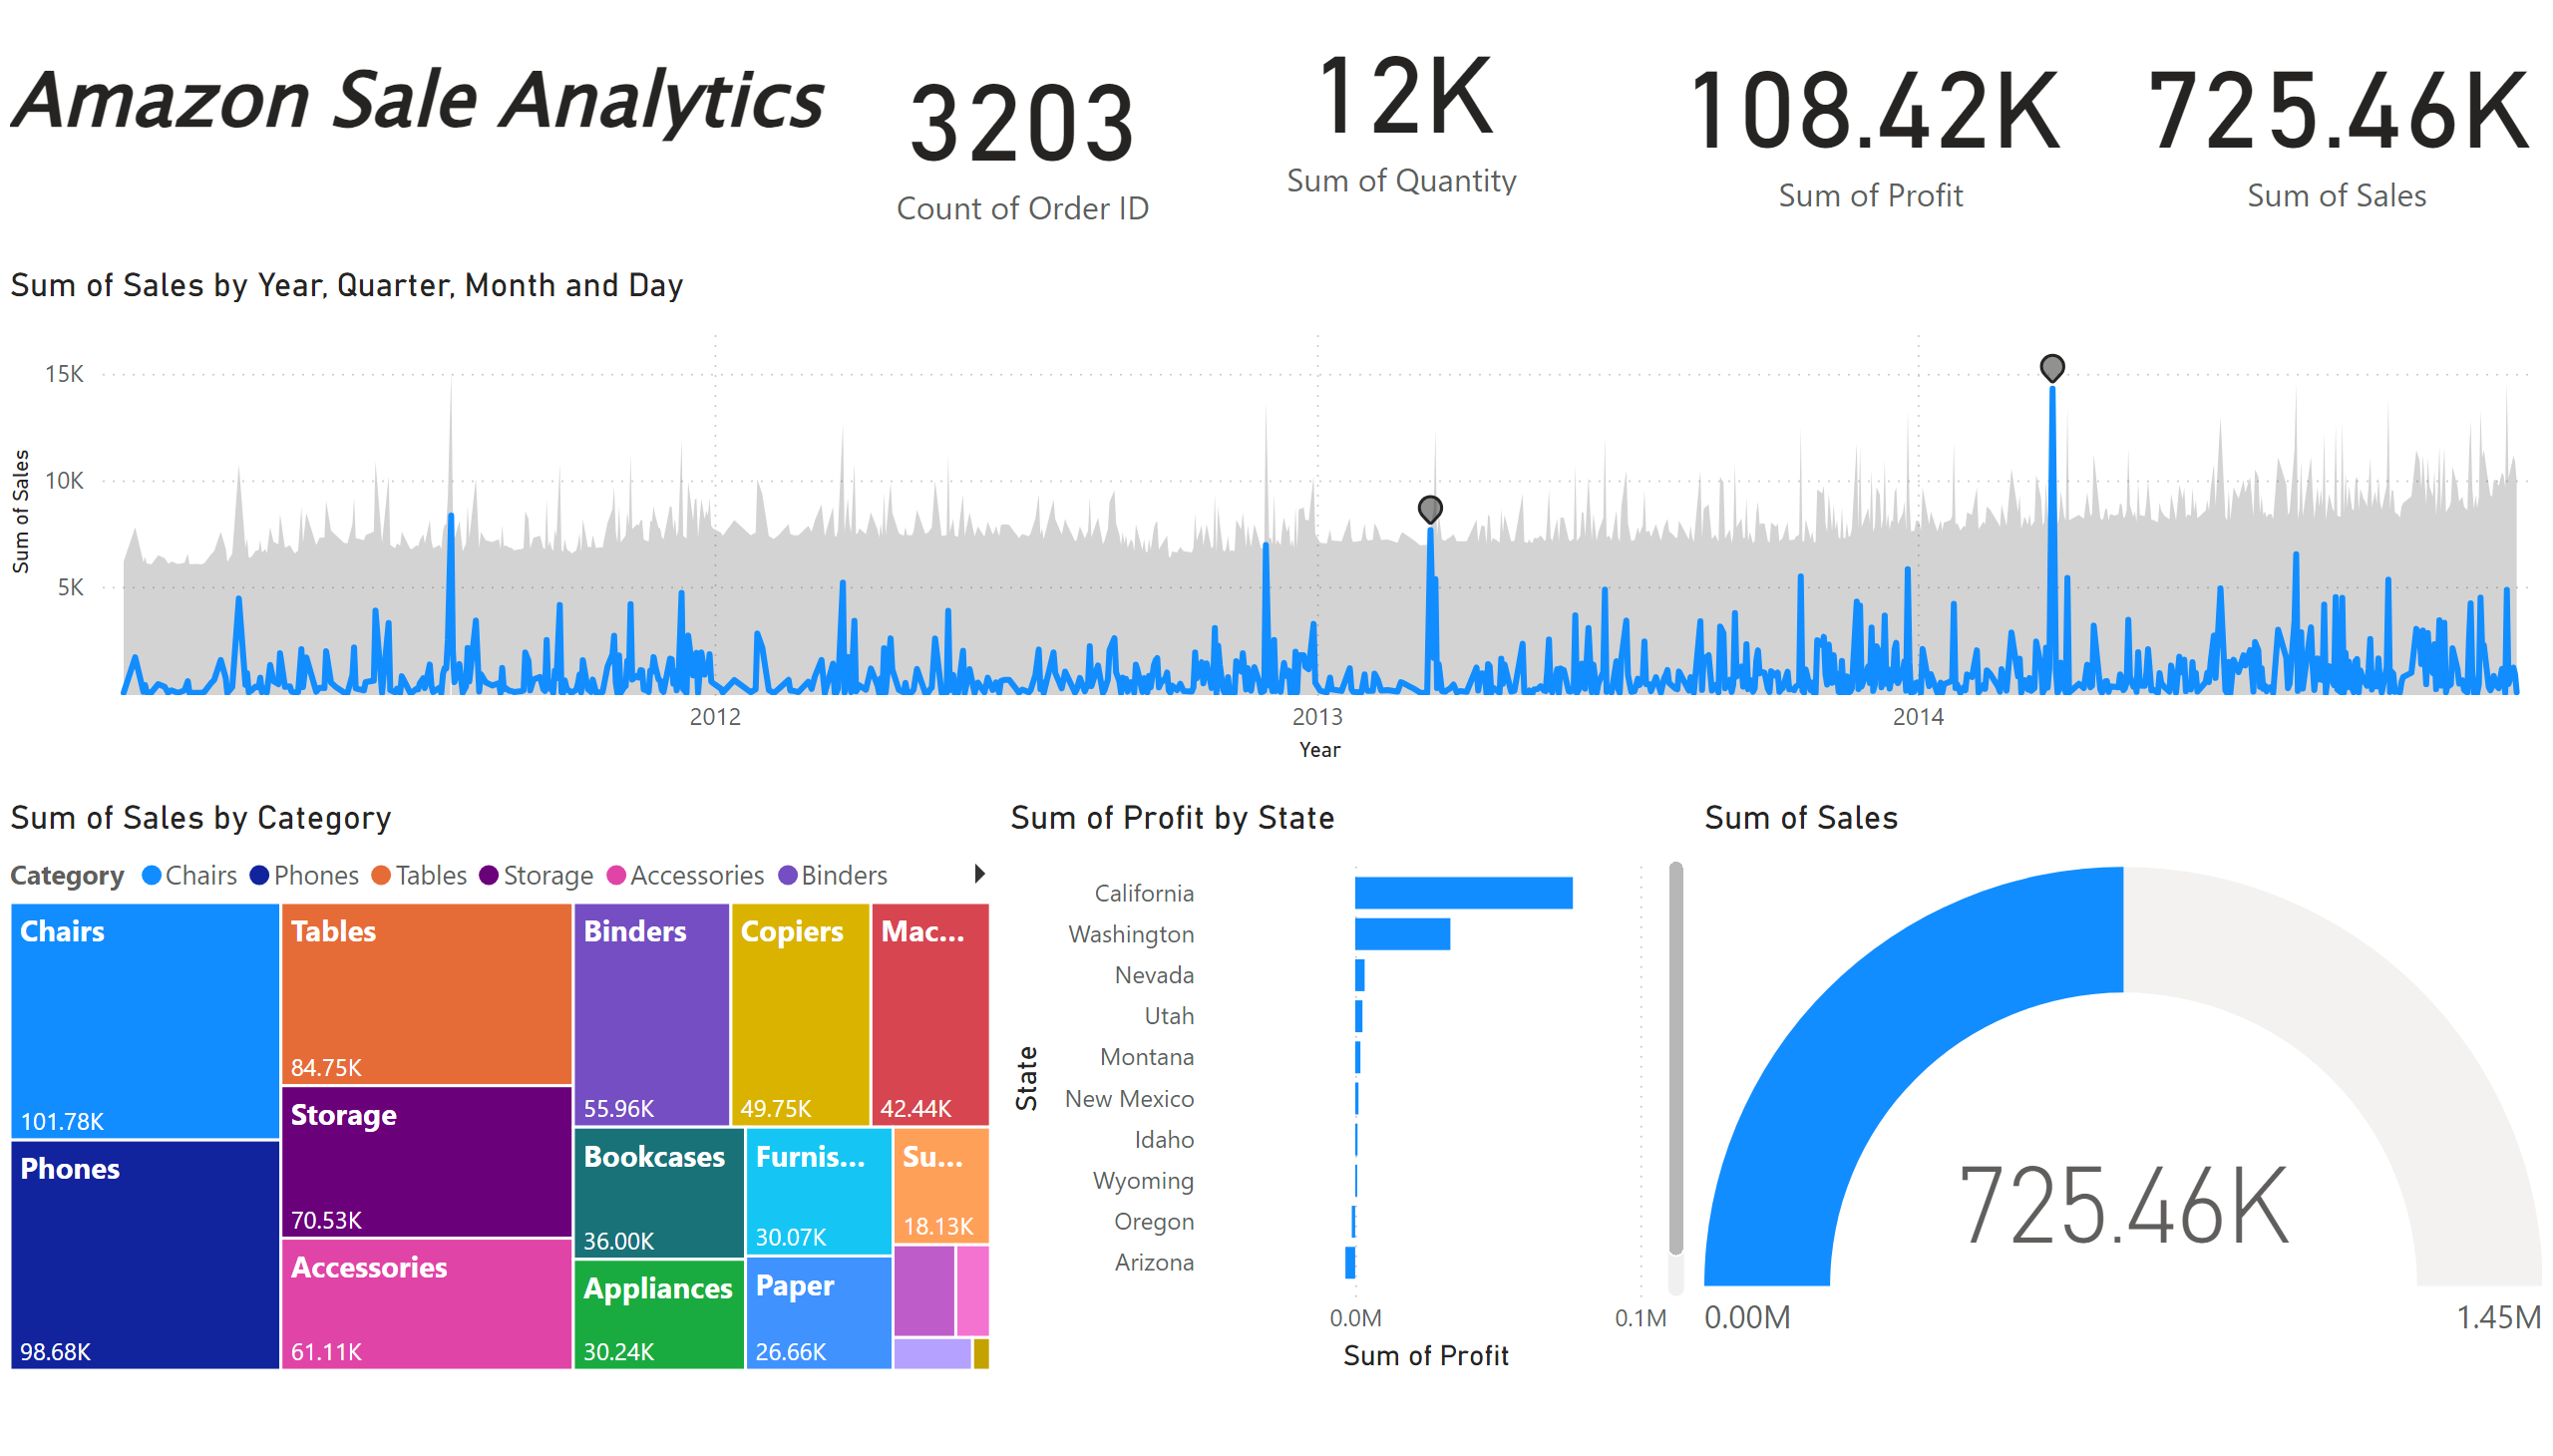 Amazon Sale Analytics
3203
Count of Order ID
12K
Sum of Quantity
108.42K
Sum of Profit
725.46K
Sum of Sales
Sum of Sales by Year, Quarter, Month and Day
Sum of Sales
15K
10K
5K
2012
2013
2014
Year
Sum of Sales by Category
Category Chairs Phones Tables Storage Accessories Binders
Chairs
101.78K
Phones
98.68K
Tables
84.75K
Storage
70.53K
Accessories
61.11K
Binders
55.96K
Copiers
49.75K
Mac...
42.44K
Bookcases
36.00K
Furnis...
30.07K
Su...
18.13K
Appliances
30.24K
Paper
26.66K
Sum of Profit by State
State
California
Washington
Nevada
Utah
Montana
New Mexico
Idaho
Wyoming
Oregon
Arizona
0.0M
0.1M
Sum of Profit
Sum of Sales
725.46K
0.00M
1.45M